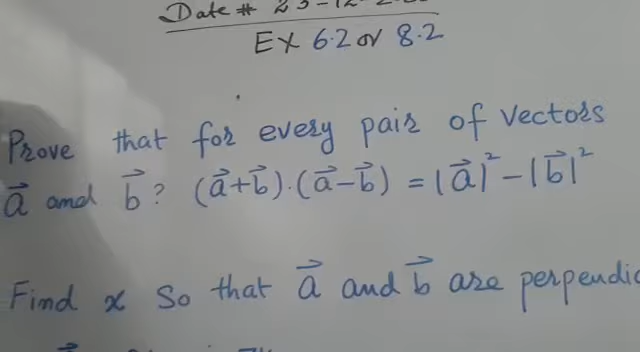 Date #
Ex 6.2 or 8.2
Prove that for every pair of vectors
a⃗ and b⃗? (a⃗+b⃗).(a⃗-b⃗) = |a⃗|²-|b⃗|²
Find x so that a⃗ and b⃗ are perpendic